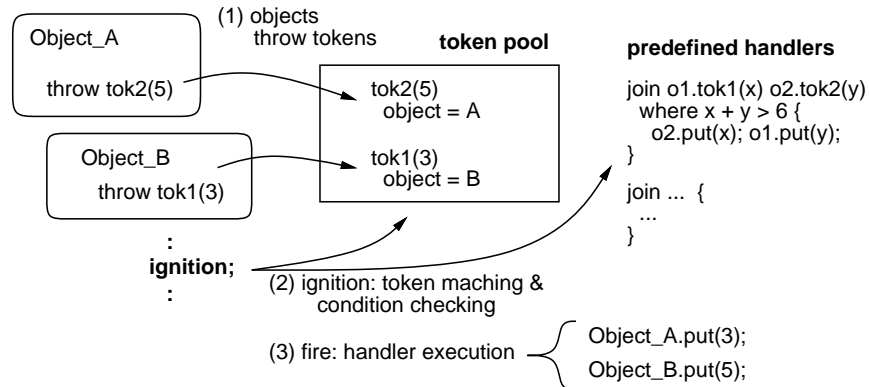 (1) objects
throw tokens
Object_A
throw tok2(5)
Object_B
throw tok1(3)
:
ignition;
:
token pool
tok2(5)
object = A
tok1(3)
object = B
predefined handlers
join o1.tok1(x) o2.tok2(y)
where x + y > 6 {
o2.put(x); o1.put(y);
}
join ... {
...
}
(2) ignition: token maching &
condition checking
(3) fire: handler execution
Object_A.put(3);
Object_B.put(5);